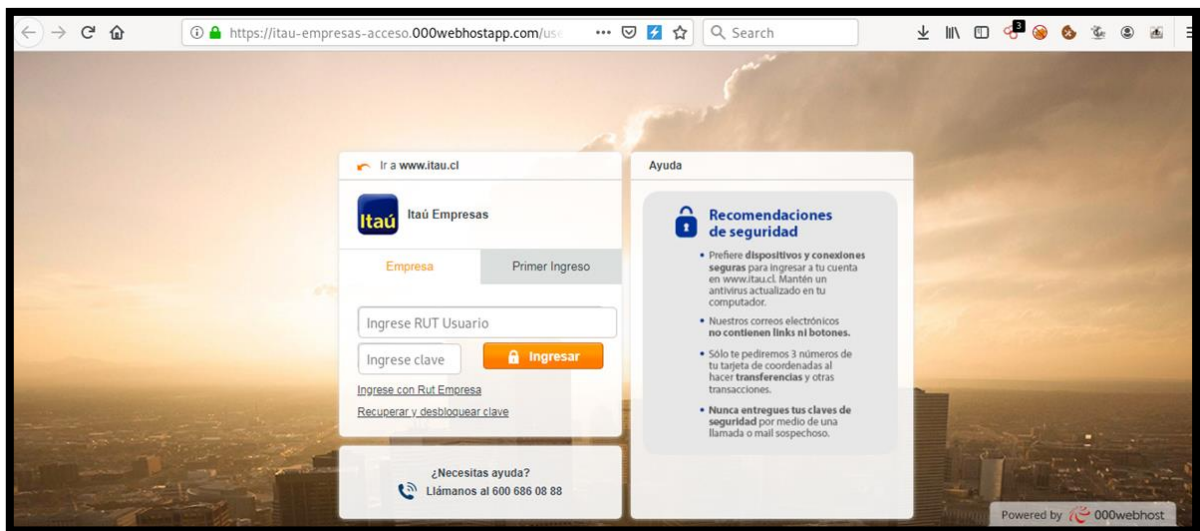 https://itau-empresas-acceso.000webhostapp.com/use
Search
3
Ir a www.itau.cl
Itaú
Itaú Empresas
Empresa
Primer Ingreso
Ingrese RUT Usuario
Ingrese clave
Ingresar
Ingrese con Rut Empresa
Recuperar y desbloquear clave
¿Necesitas ayuda?
Llámanos al 600 686 08 88
Ayuda
Recomendaciones
de seguridad
• Prefiere dispositivos y conexiones
seguras para ingresar a tu cuenta
en www.itau.cl. Mantén un
antivirus actualizado en tu
computador.
• Nuestros correos electrónicos
no contienen links ni botones.
• Sólo te pediremos 3 números de
tu tarjeta de coordenadas al
hacer transferencias y otras
transacciones.
• Nunca entregues tus claves de
seguridad por medio de una
llamada o mail sospechoso.
Powered by 000webhost